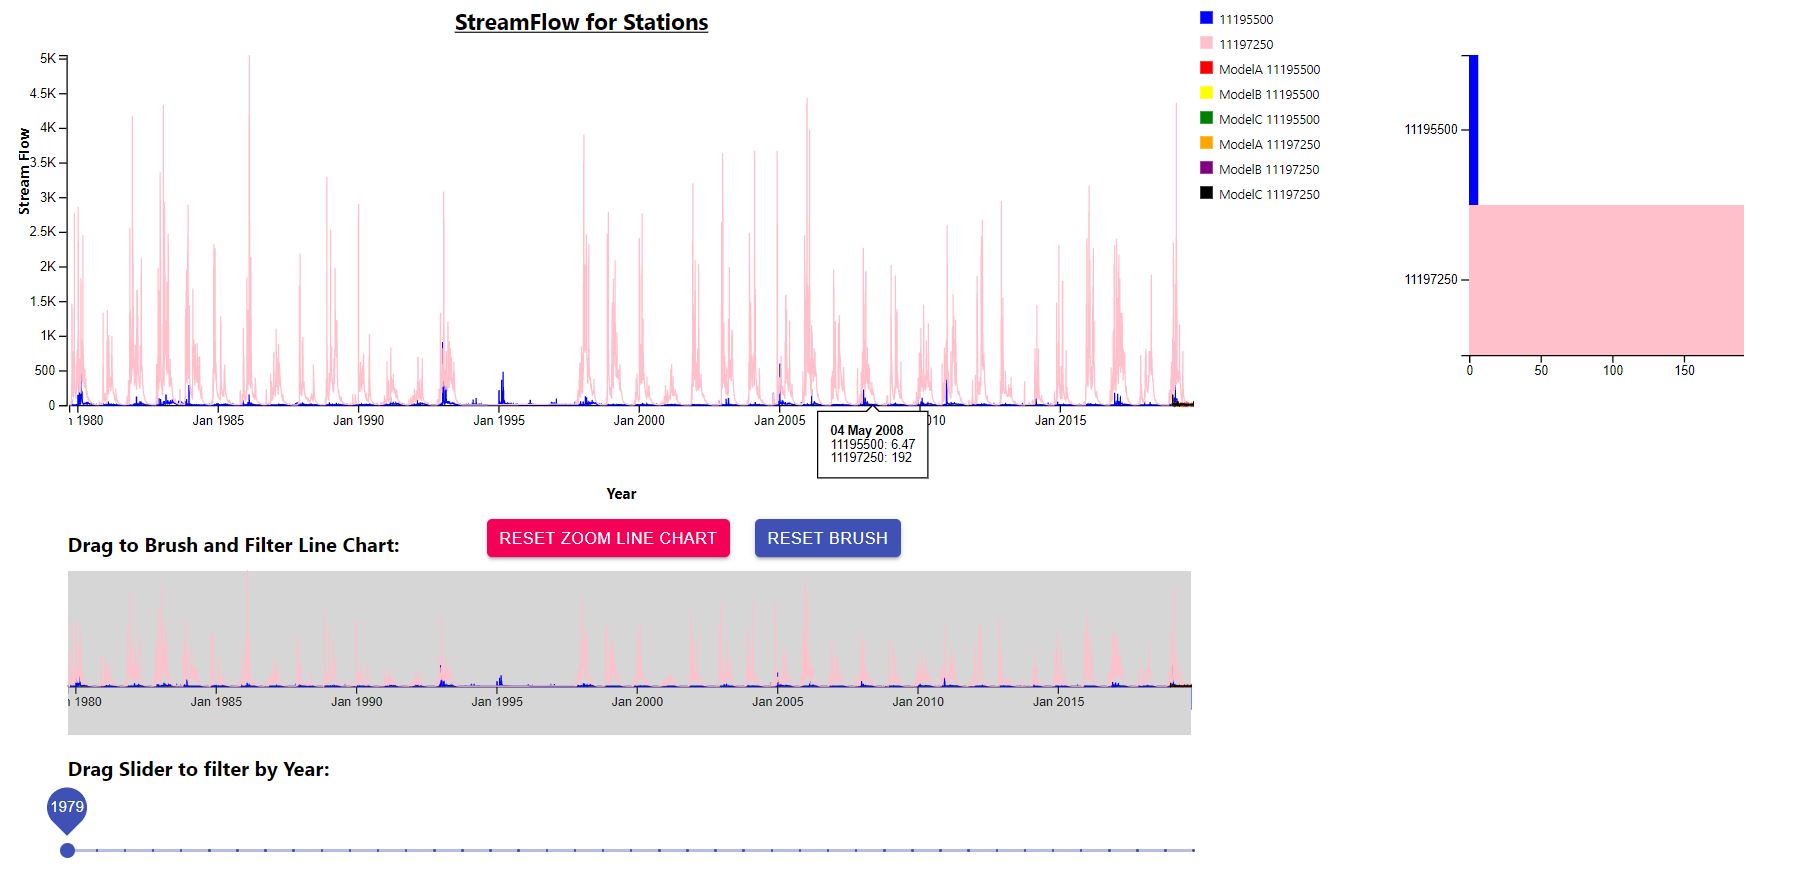 StreamFlow for Stations
11195500
11197250
ModelA 11195500
ModelB 11195500
ModelC 11195500
ModelA 11197250
ModelB 11197250
ModelC 11197250
Stream Flow
5K
4.5K
4K
3.5K
3K
2.5K
2K
1.5K
1K
500
0
n 1980
Jan 1985
Jan 1990
Jan 1995
Jan 2000
Jan 2005
010
Jan 2015
04 May 2008
11195500: 6.47
11197250: 192
Year
11195500
11197250
0
50
100
150
Drag to Brush and Filter Line Chart:
RESET ZOOM LINE CHART
RESET BRUSH
n 1980
Jan 1985
Jan 1990
Jan 1995
Jan 2000
Jan 2005
Jan 2010
Jan 2015
Drag Slider to filter by Year:
1979